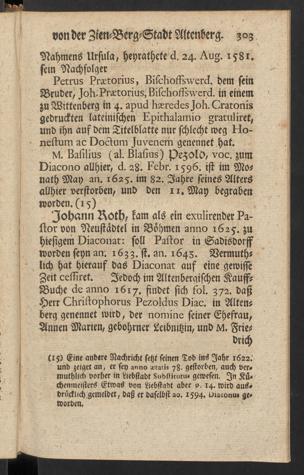 von der Zien-Berg-Stadt Altenberg. 303
Nahmens Ursula, heyrathete d. 24. Aug. 1581.
sein Nachfolger
Petrus Prætorius, Bischoffswerd. dem sein
Bruder, Joh. Prætorius, Bischoffswerd. in einem
zu Wittenberg in 4. apud hæredes Joh. Cratonis
gedruckten lateinischen Epithalamio gratuliret,
und ihn auf dem Titelblatte nur schlecht weg Ho-
nestum ac Doctum Juvenem genennet hat.
M. Basilius (al. Blasius) Pezolo, voc. zum
Diacono allhier, d. 28. Febr. 1596. ist im Mo-
nath May an. 1625. im 82. Jahre seines Alters
allhier verstorben, und den 11. May begraben
worden. (15)
Johann Roth, kam als ein exulirender Pa-
stor von Neustädtel in Böhmen anno 1625. zu
hiesigem Diaconat: soll Pastor in Sadisdorff
worden seyn an. 1633. st. an. 1643. Vermuth-
lich hat hierauf das Diaconat auf eine gewisse
Zeit cessiret. Jedoch im Altenbergischen Kauff-
Buche de anno 1617. findet sich fol. 372. daß
Herr Christophorus Pezoldus Diac. in Alten-
berg genennet wird, der nomine seiner Ehefrau,
Annen Marien, gebohrner Leibnitzin, und M. Frie-
drich
(15) Eine andere Nachricht setzt seinen Tod ins Jahr 1622.
und zeiget an, er sey anno ætatis 78. gestorben, auch ver-
muthlich vorher in Liebstadt Substitutus gewesen. In Kü-
chenmeisters Etwas von Liebstadt aber p. 14. wird aus-
drücklich gemeldet, daß er daselbst ao. 1594. Diaconus ge-
worden.